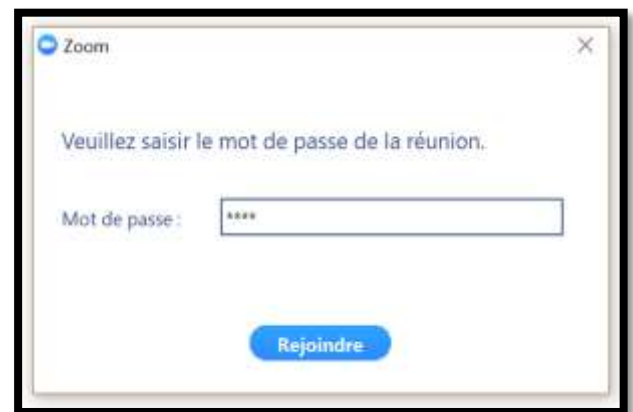 Zoom
Veuillez saisir le mot de passe de la réunion.
Mot de passe : ****
Rejoindre